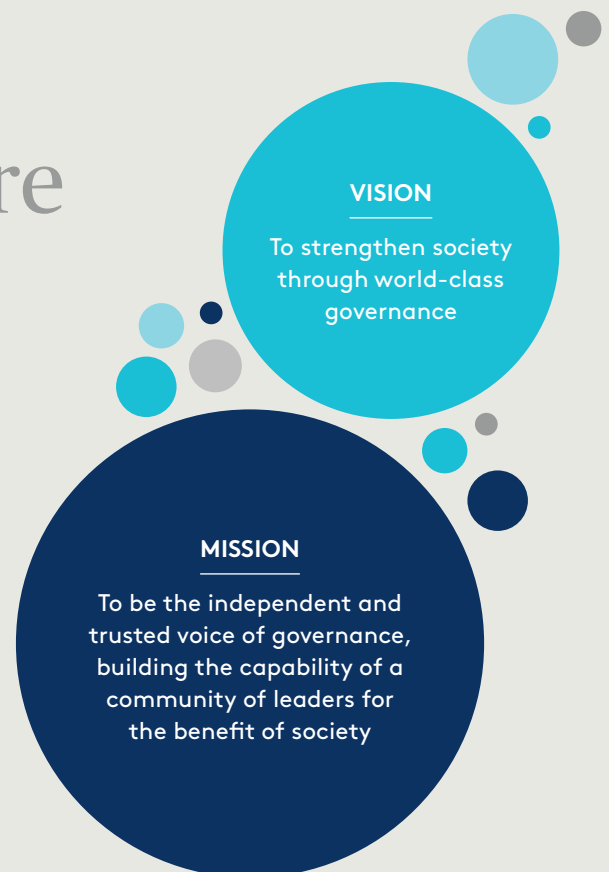 re
VISION
To strengthen society
through world-class
governance
MISSION
To be the independent and
trusted voice of governance,
building the capability of a
community of leaders for
the benefit of society